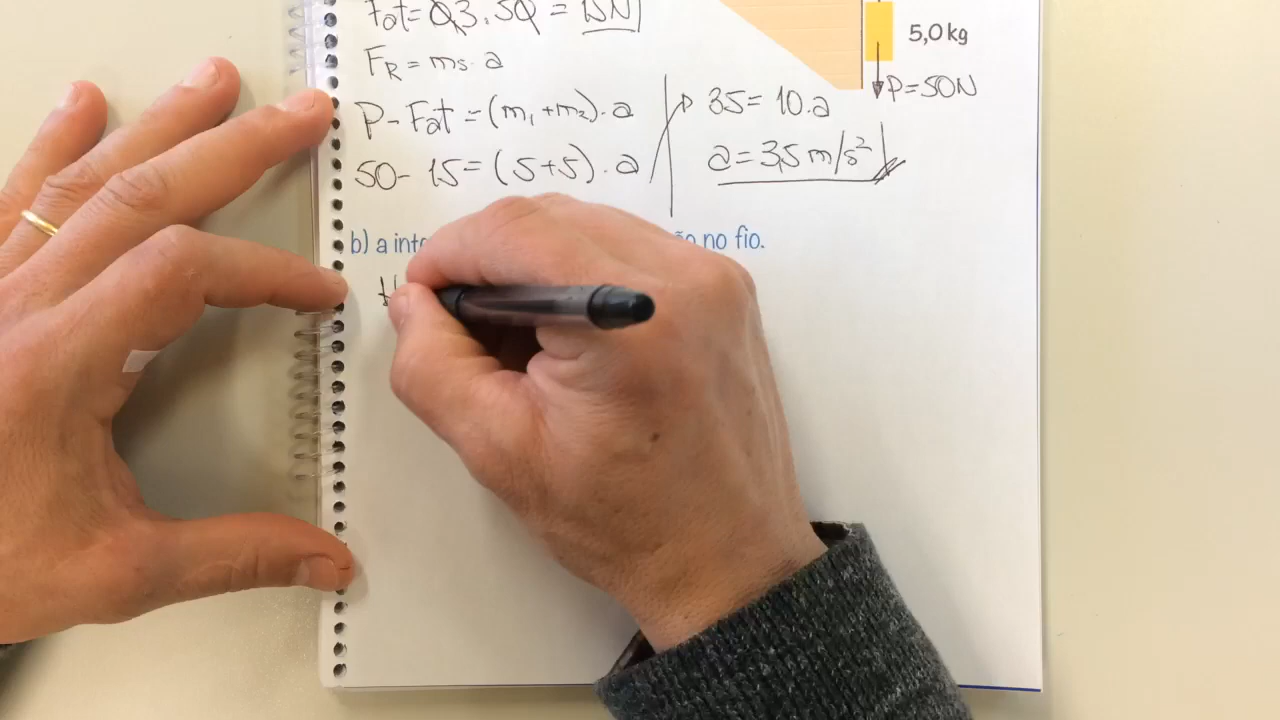 Fat = 0,3 . 50 = 15N
5,0 kg
FR = ms . a
P=50N
P - Fat = (m1 + m2) . a
35 = 10.a
50 - 15 = (5+5) . a
a = 3,5 m/s²
b) a no fio.